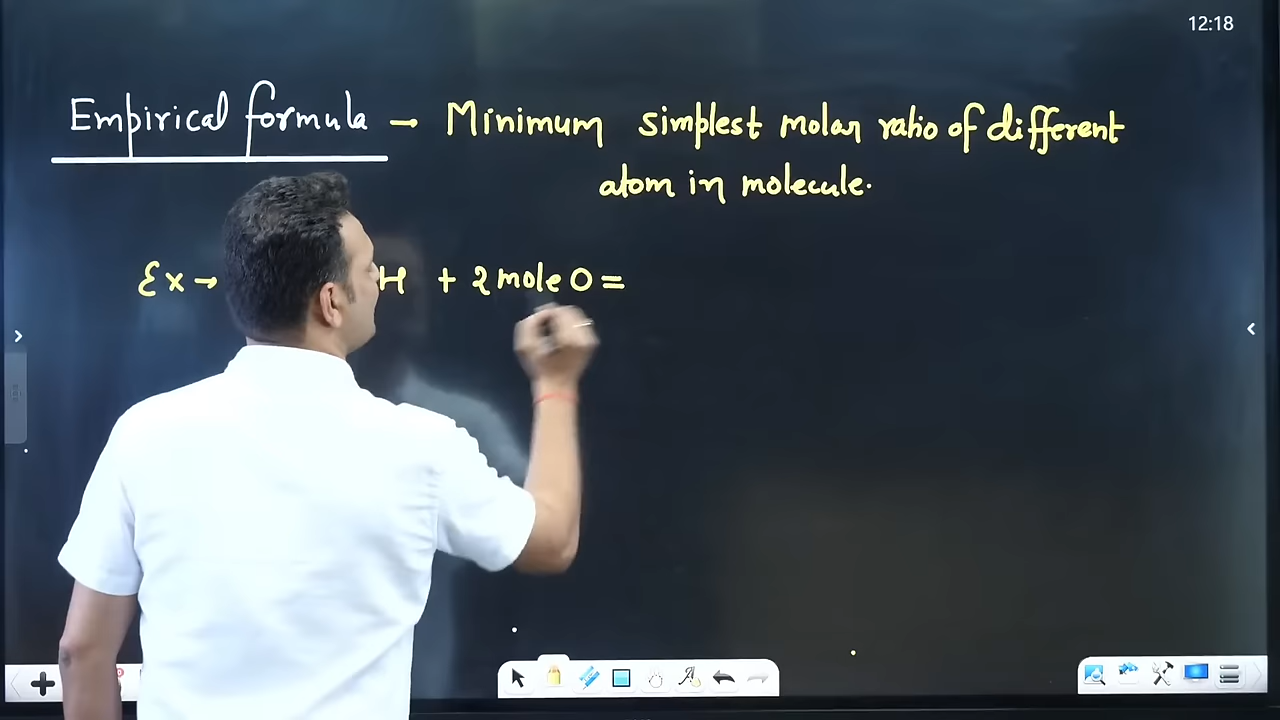 12:18
Empirical formula → Minimum simplest molar ratio of different
atom in molecule.
Ex → H + 2 mole O =